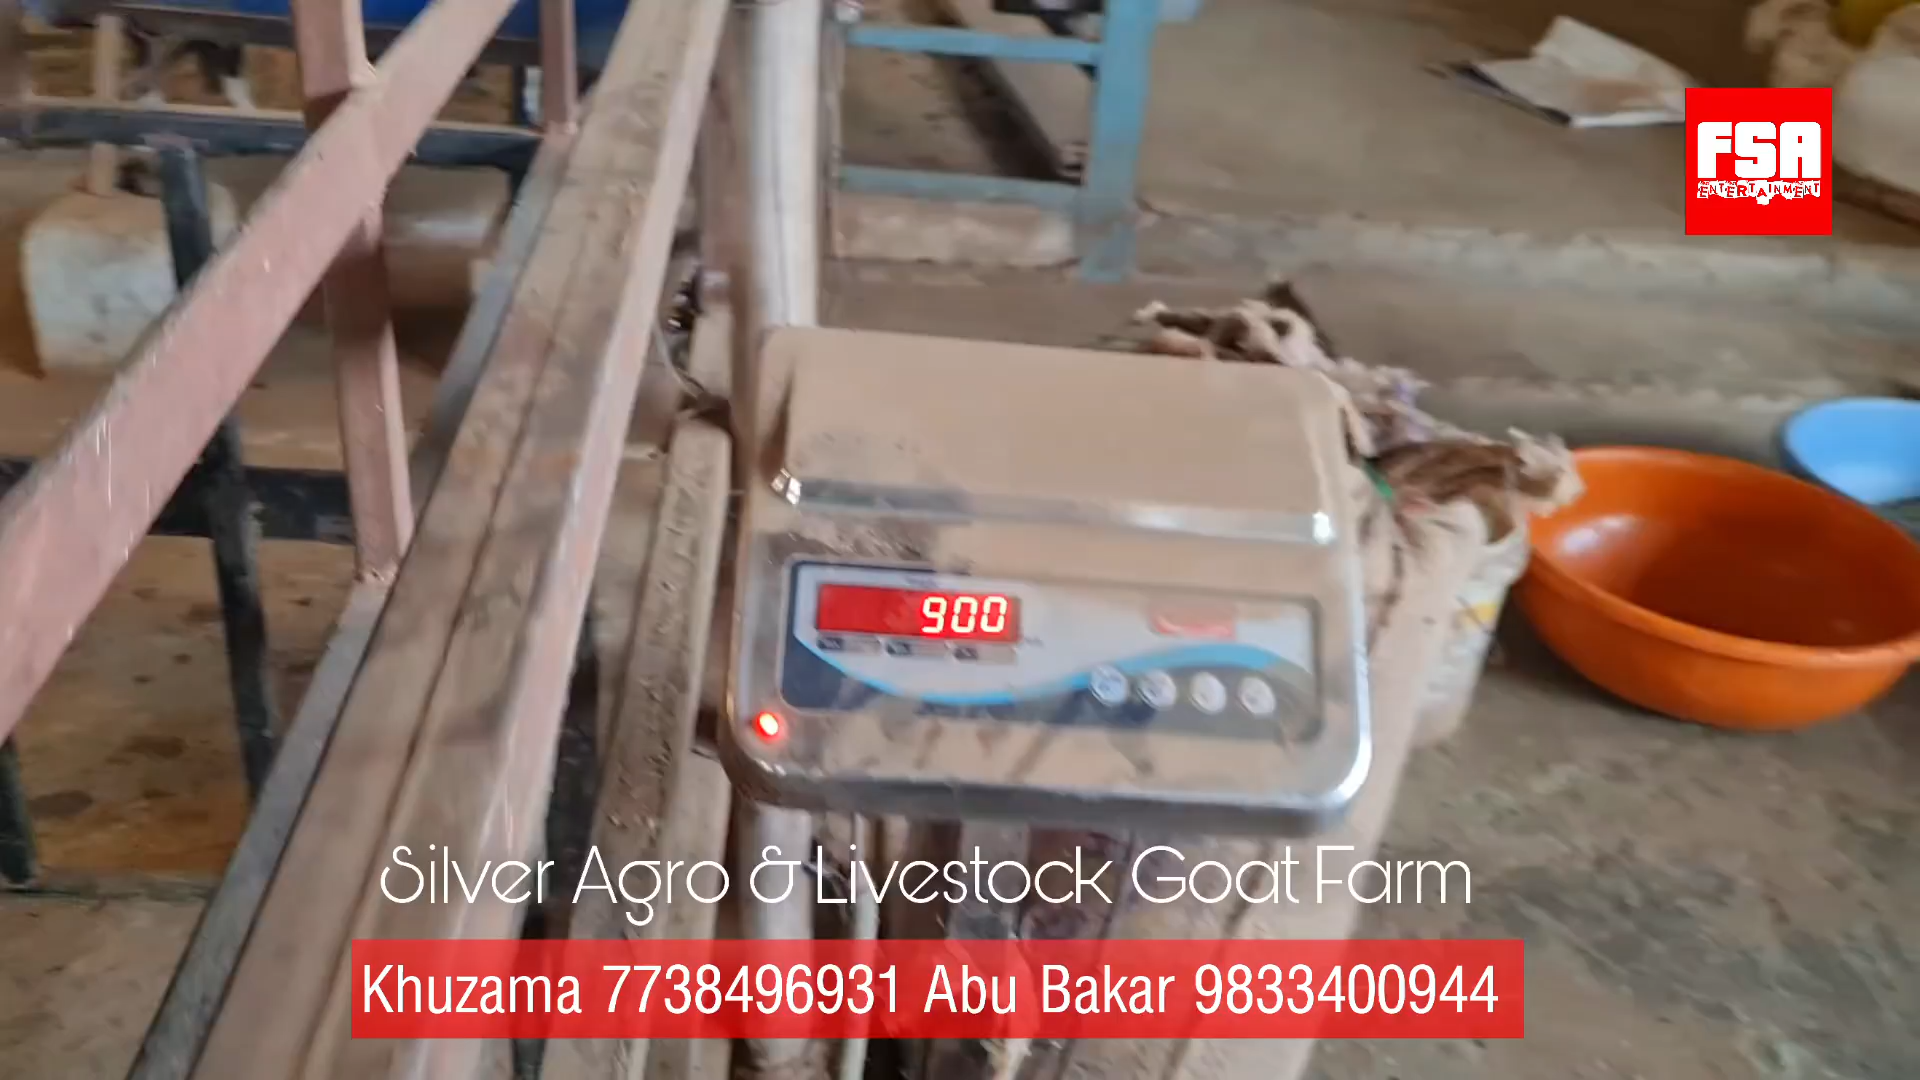 FSA
ENTERTAINMENT
900
Silver Agro & Livestock Goat Farm
Khuzama 7738496931 Abu Bakar 9833400944